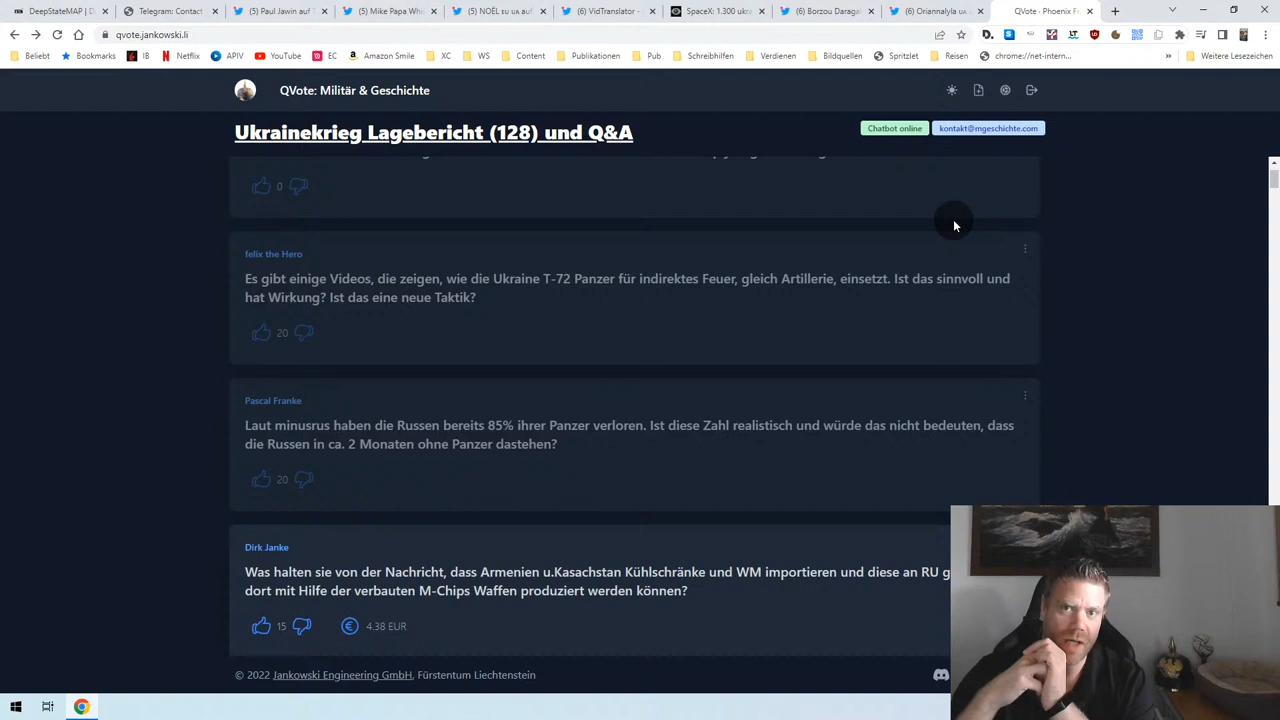 DeepStateMAP | D
Telegram: Contact
(5) Paul Jawin auf T
(5) Mike Papa Whi
(5) NOËL
(6) VidTranslator -
SpaceX: 1.300 ukra
(6) Borzou Daragal
(6) Oriannalyla
QVote · Phoenix Fr
qvote.jankowski.li
Beliebt
Bookmarks
IB
Netflix
APIV
YouTube
EC
Amazon Smile
XC
WS
Content
Publikationen
Pub
Schreibhilfen
Verdienen
Bildquellen
Spritzlet
Reisen
chrome://net-intern...
»
Weitere Lesezeichen
QVote: Militär & Geschichte
Ukrainekrieg Lagebericht (128) und Q&A
Chatbot online
kontakt@mgeschichte.com
0
felix the Hero
Es gibt einige Videos, die zeigen, wie die Ukraine T-72 Panzer für indirektes Feuer, gleich Artillerie, einsetzt. Ist das sinnvoll und
hat Wirkung? Ist das eine neue Taktik?
20
Pascal Franke
Laut minusrus haben die Russen bereits 85% ihrer Panzer verloren. Ist diese Zahl realistisch und würde das nicht bedeuten, dass
die Russen in ca. 2 Monaten ohne Panzer dastehen?
20
Dirk Janke
Was halten sie von der Nachricht, dass Armenien u.Kasachstan Kühlschränke und WM importieren und diese an RU g
dort mit Hilfe der verbauten M-Chips Waffen produziert werden können?
15
4.38 EUR
© 2022 Jankowski Engineering GmbH, Fürstentum Liechtenstein